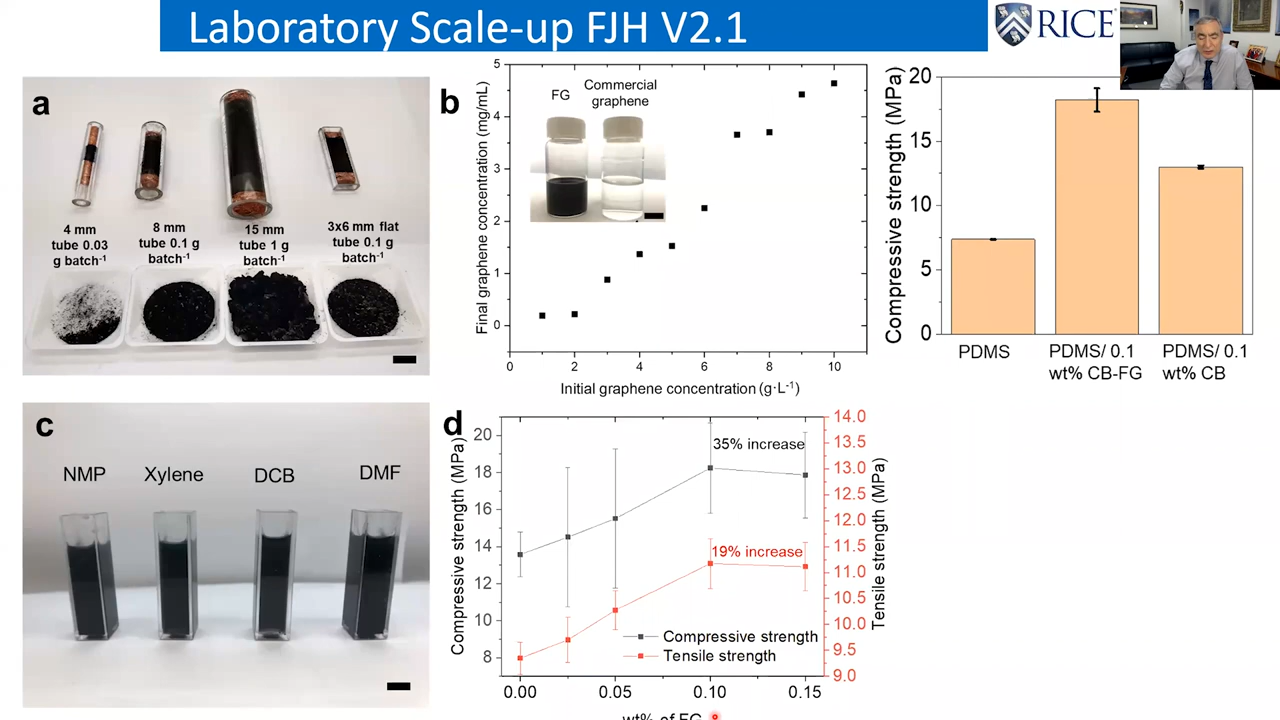 Laboratory Scale-up FJH V2.1
RICE
a
4 mm
tube 0.03
g batch⁻¹
8 mm
tube 0.1 g
batch⁻¹
15 mm
tube 1 g
batch⁻¹
3x6 mm flat
tube 0.1 g
batch⁻¹
b
Final graphene concentration (mg/mL)
5
4
3
2
1
0
FG
Commercial
graphene
0
2
4
6
8
10
Initial graphene concentration (g·L⁻¹)
Compressive strength (MPa)
20
15
10
5
0
PDMS
PDMS/ 0.1
wt% CB-FG
PDMS/ 0.1
wt% CB
c
NMP
Xylene
DCB
DMF
d
Compressive strength (MPa)
20
18
16
14
12
10
8
35% increase
19% increase
Compressive strength
Tensile strength
14.0
13.5
13.0
12.5
12.0
11.5
11.0
10.5
10.0
9.5
9.0
Tensile strength (MPa)
0.00
0.05
0.10
0.15
wt% of FG